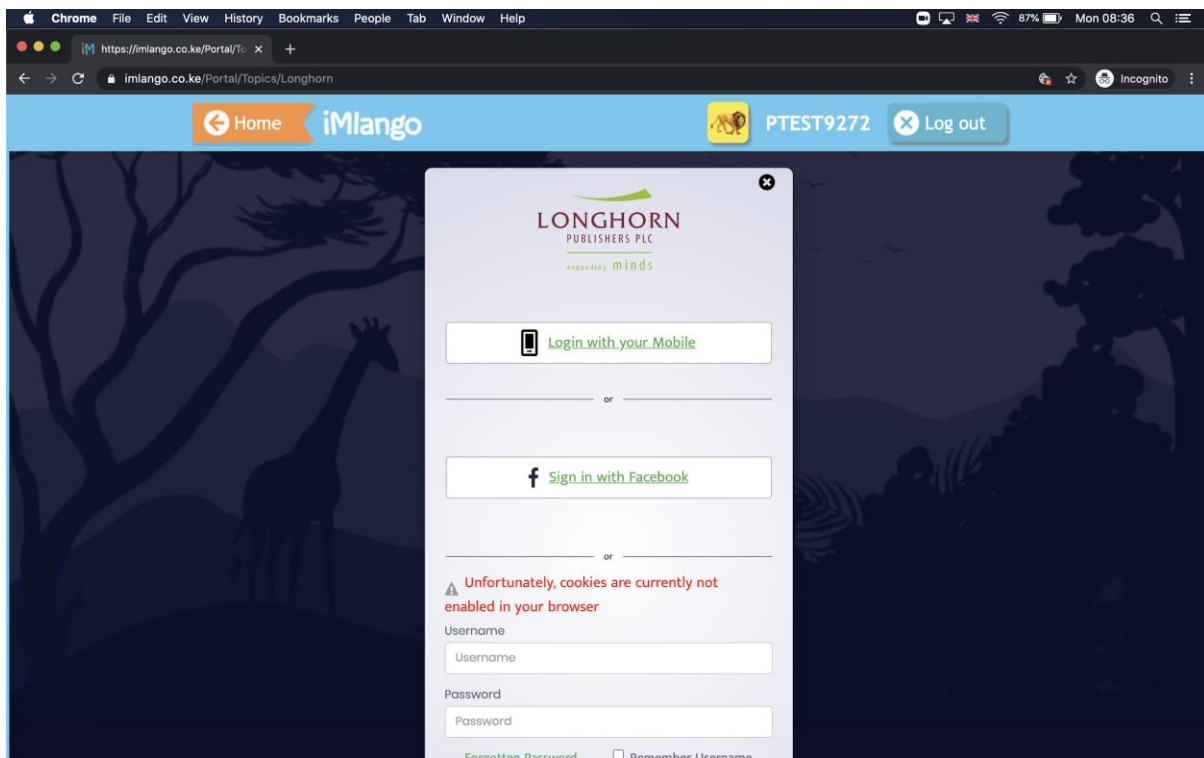 Chrome File Edit View History Bookmarks People Tab Window Help 87% Mon 08:36
iM https://imlango.co.ke/Portal/To
imlango.co.ke/Portal/Topics/Longhorn Incognito
Home iMlango PTEST9272 Log out
LONGHORN
PUBLISHERS PLC
expanding minds
Login with your Mobile
or
f Sign in with Facebook
or
Unfortunately, cookies are currently not
enabled in your browser
Username
Username
Password
Password
Forgotten Password Remember Username